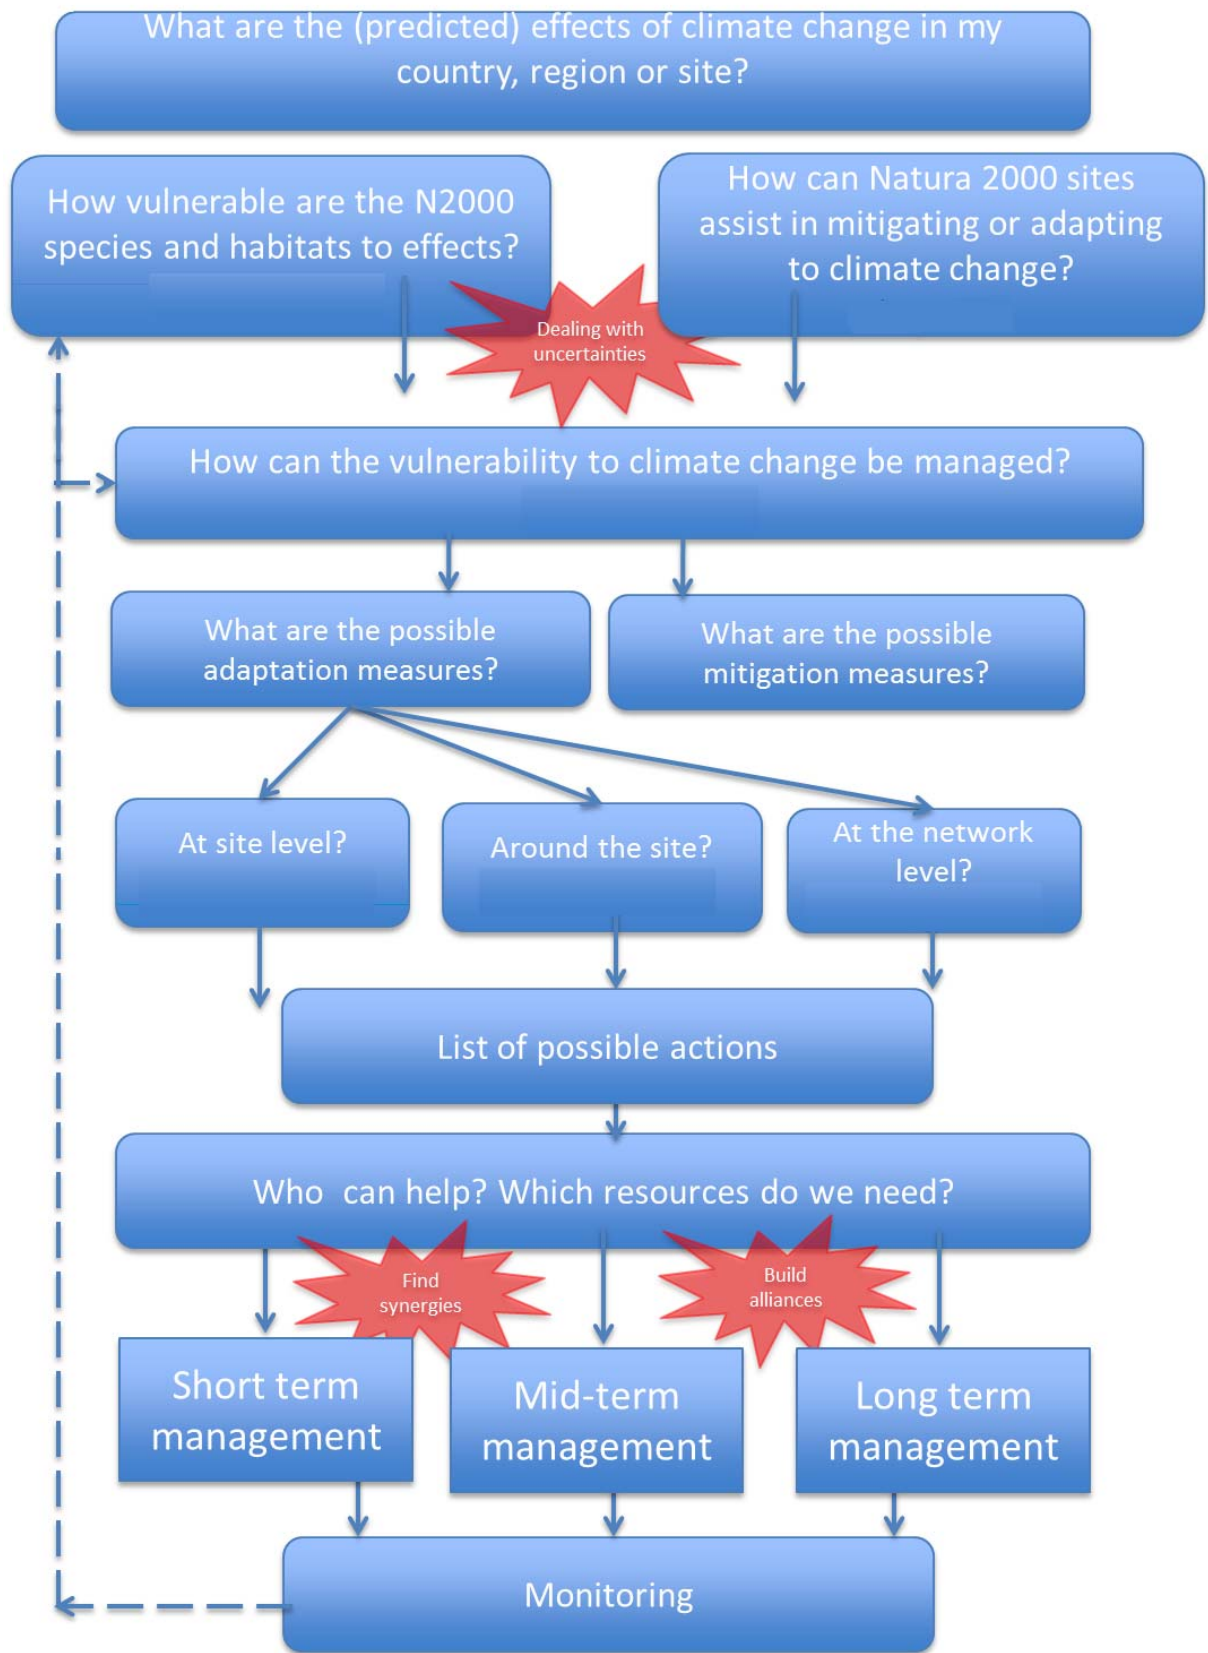 What are the (predicted) effects of climate change in my
country, region or site?
How vulnerable are the N2000
species and habitats to effects?
How can Natura 2000 sites
assist in mitigating or adapting
to climate change?
Dealing with
uncertainties
How can the vulnerability to climate change be managed?
What are the possible
adaptation measures?
What are the possible
mitigation measures?
At site level?
Around the site?
At the network
level?
List of possible actions
Who can help? Which resources do we need?
Find
synergies
Build
alliances
Short term
management
Mid-term
management
Long term
management
Monitoring